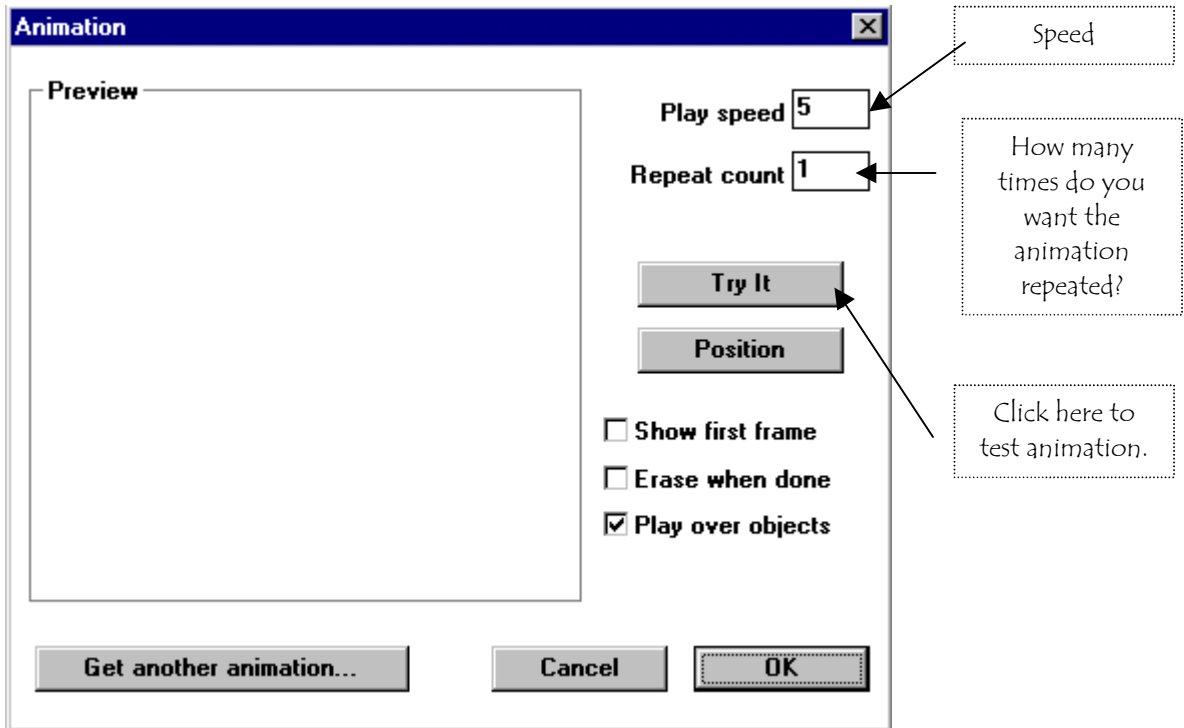 Animation
Preview
Play speed 5
Repeat count 1
Try It
Position
Show first frame
Erase when done
Play over objects
Get another animation...
Cancel
OK
Speed
How many
times do you
want the
animation
repeated?
Click here to
test animation.